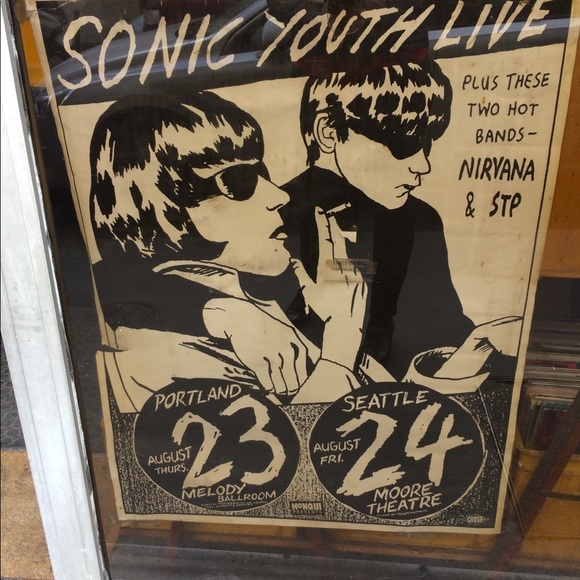 SONIC YOUTH LIVE
PLUS THESE
TWO HOT
BANDS-
NIRVANA
& STP
PORTLAND
AUGUST
THURS.
23
MELODY
BALLROOM
SEATTLE
AUGUST
FRI.
24
MOORE
THEATRE